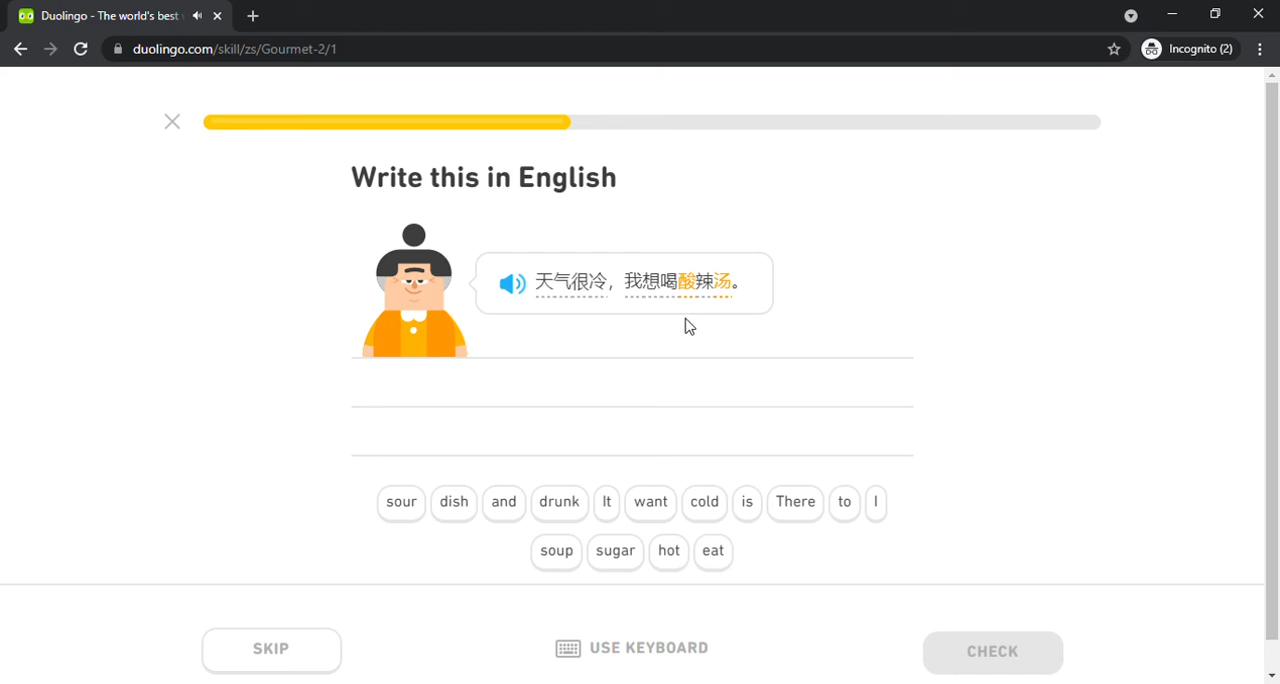 Duolingo - The world's best
duolingo.com/skill/zs/Gourmet-2/1
Incognito (2)
Write this in English
天气很冷，我想喝酸辣汤。
sour dish and drunk It want cold is There to I
soup sugar hot eat
SKIP
USE KEYBOARD
CHECK